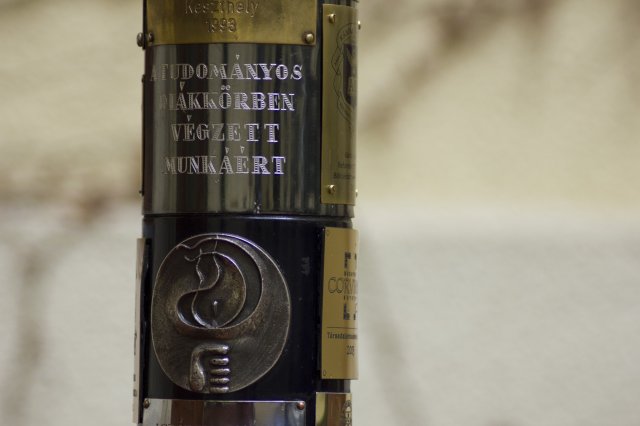 Keszthely
1993
A TUDOMÁNYOS
DIÁKKÖRBEN
VÉGZETT
MUNKÁÉRT